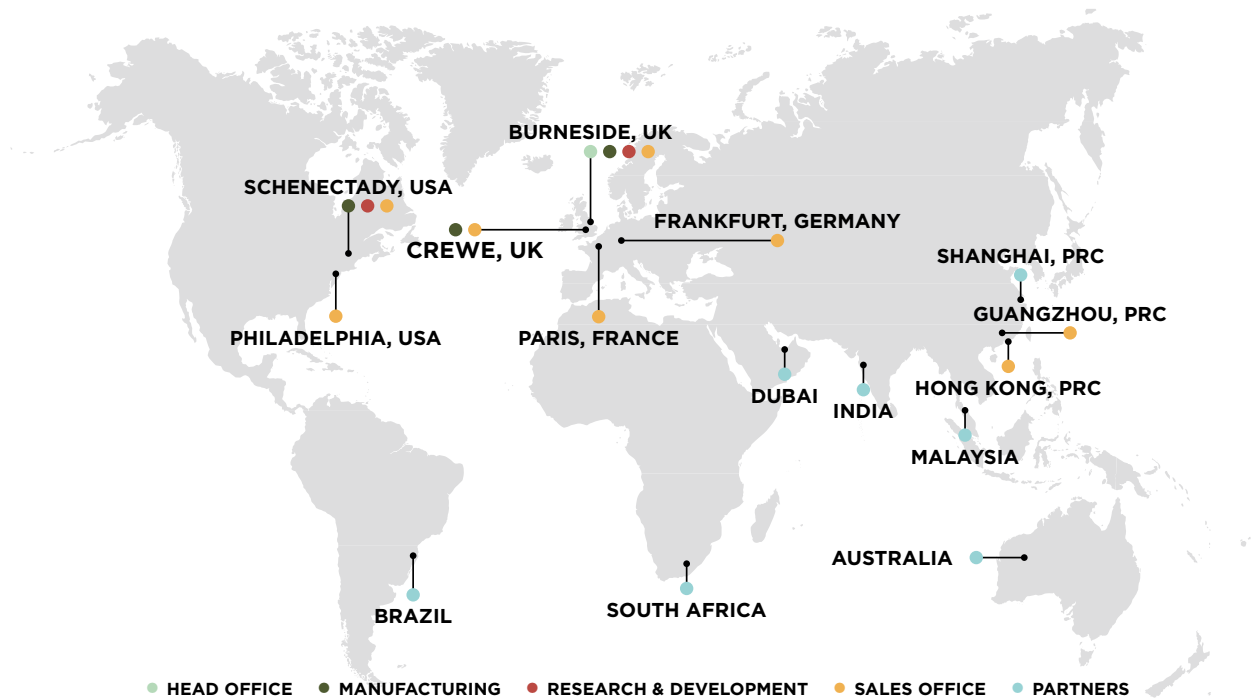 BURNESIDE, UK
SCHENECTADY, USA
FRANKFURT, GERMANY
CREWE, UK
SHANGHAI, PRC
GUANGZHOU, PRC
PHILADELPHIA, USA
PARIS, FRANCE
DUBAI
HONG KONG, PRC
INDIA
MALAYSIA
AUSTRALIA
BRAZIL
SOUTH AFRICA
HEAD OFFICE MANUFACTURING RESEARCH & DEVELOPMENT SALES OFFICE PARTNERS